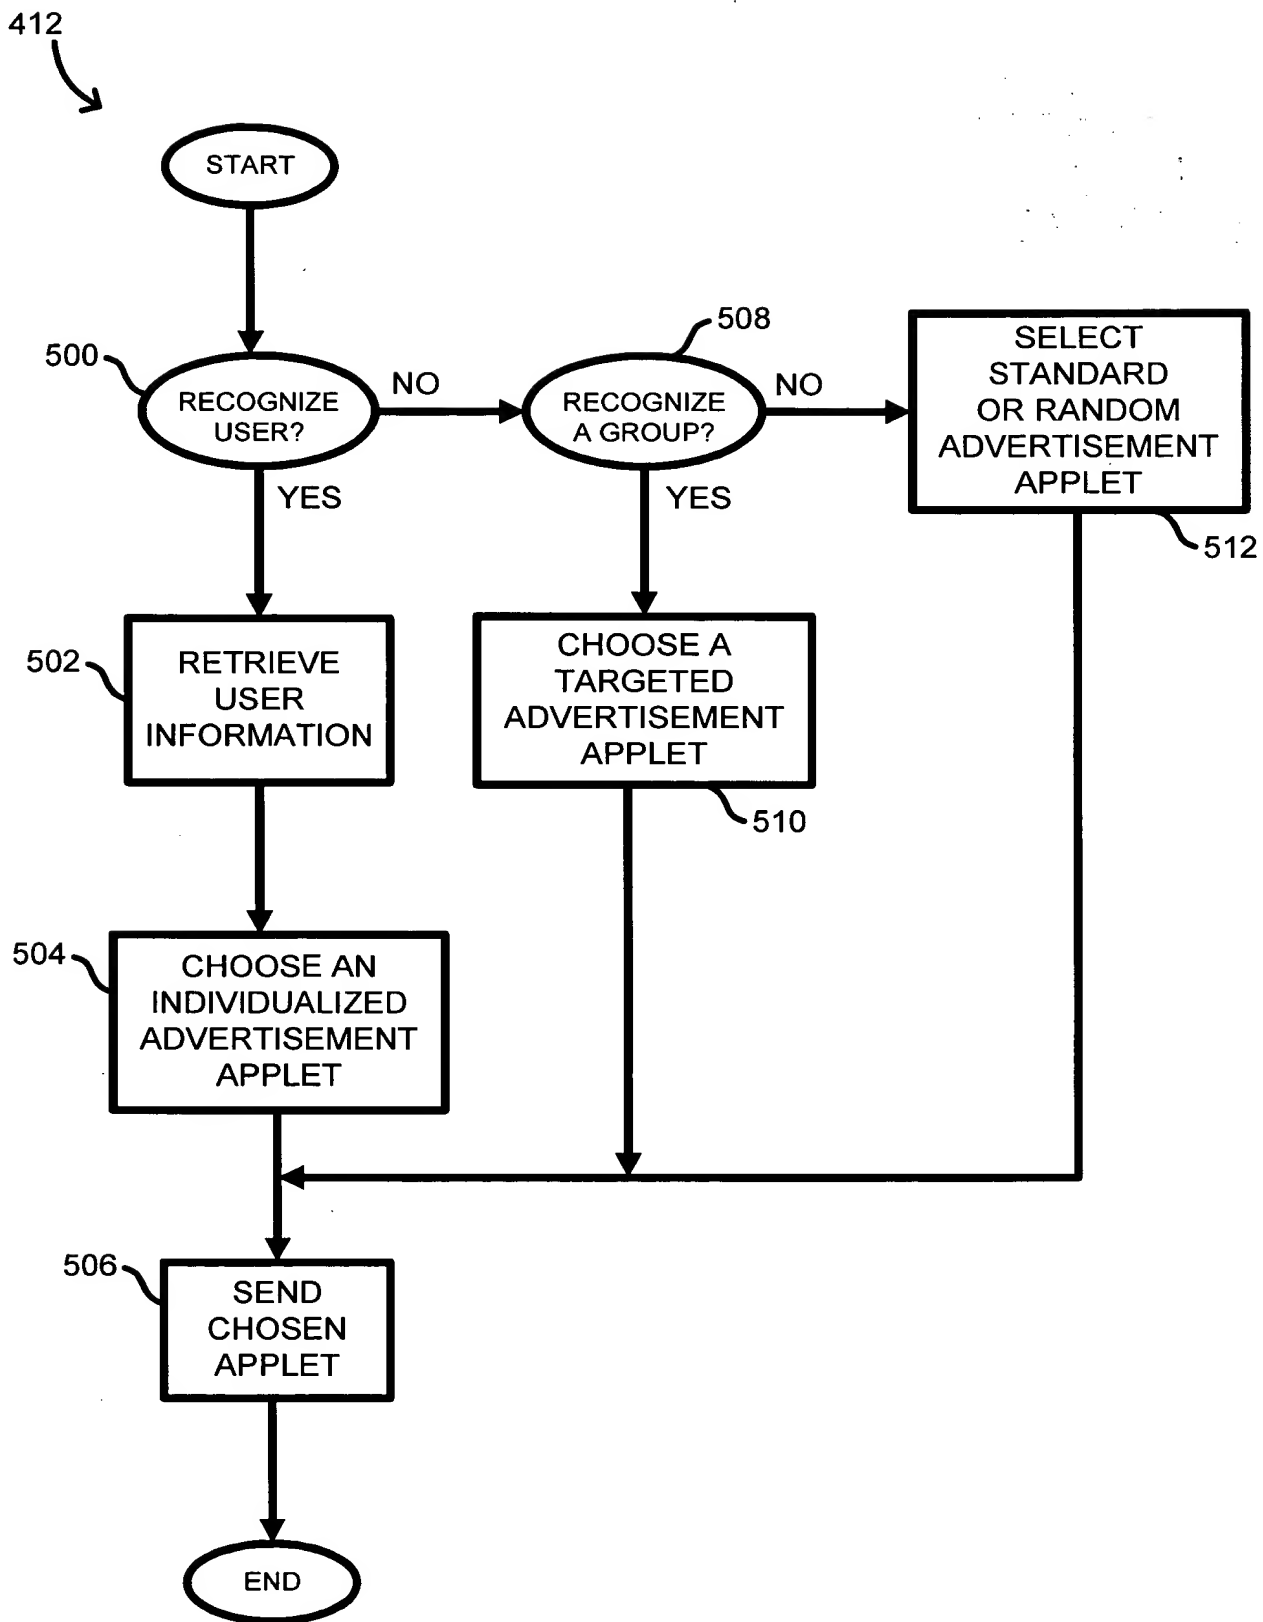 412
START
500
RECOGNIZE
USER?
NO
508
RECOGNIZE
A GROUP?
NO
SELECT
STANDARD
OR RANDOM
ADVERTISEMENT
APPLET
512
YES
YES
502
RETRIEVE
USER
INFORMATION
CHOOSE A
TARGETED
ADVERTISEMENT
APPLET
510
504
CHOOSE AN
INDIVIDUALIZED
ADVERTISEMENT
APPLET
506
SEND
CHOSEN
APPLET
END